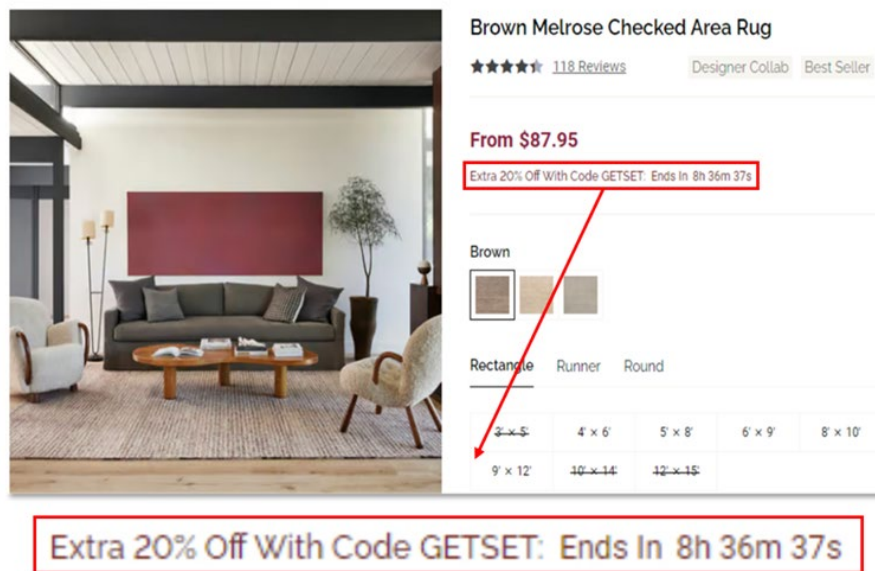 Brown Melrose Checked Area Rug
118 Reviews Designer Collab Best Seller
From $87.95
Extra 20% Off With Code GETSET: Ends In 8h 36m 37s
Brown
Rectangle Runner Round
3' × 5' 4' × 6' 5' × 8' 6' × 9' 8' × 10'
9' × 12' 10' × 14' 12' × 15'
Extra 20% Off With Code GETSET: Ends In 8h 36m 37s